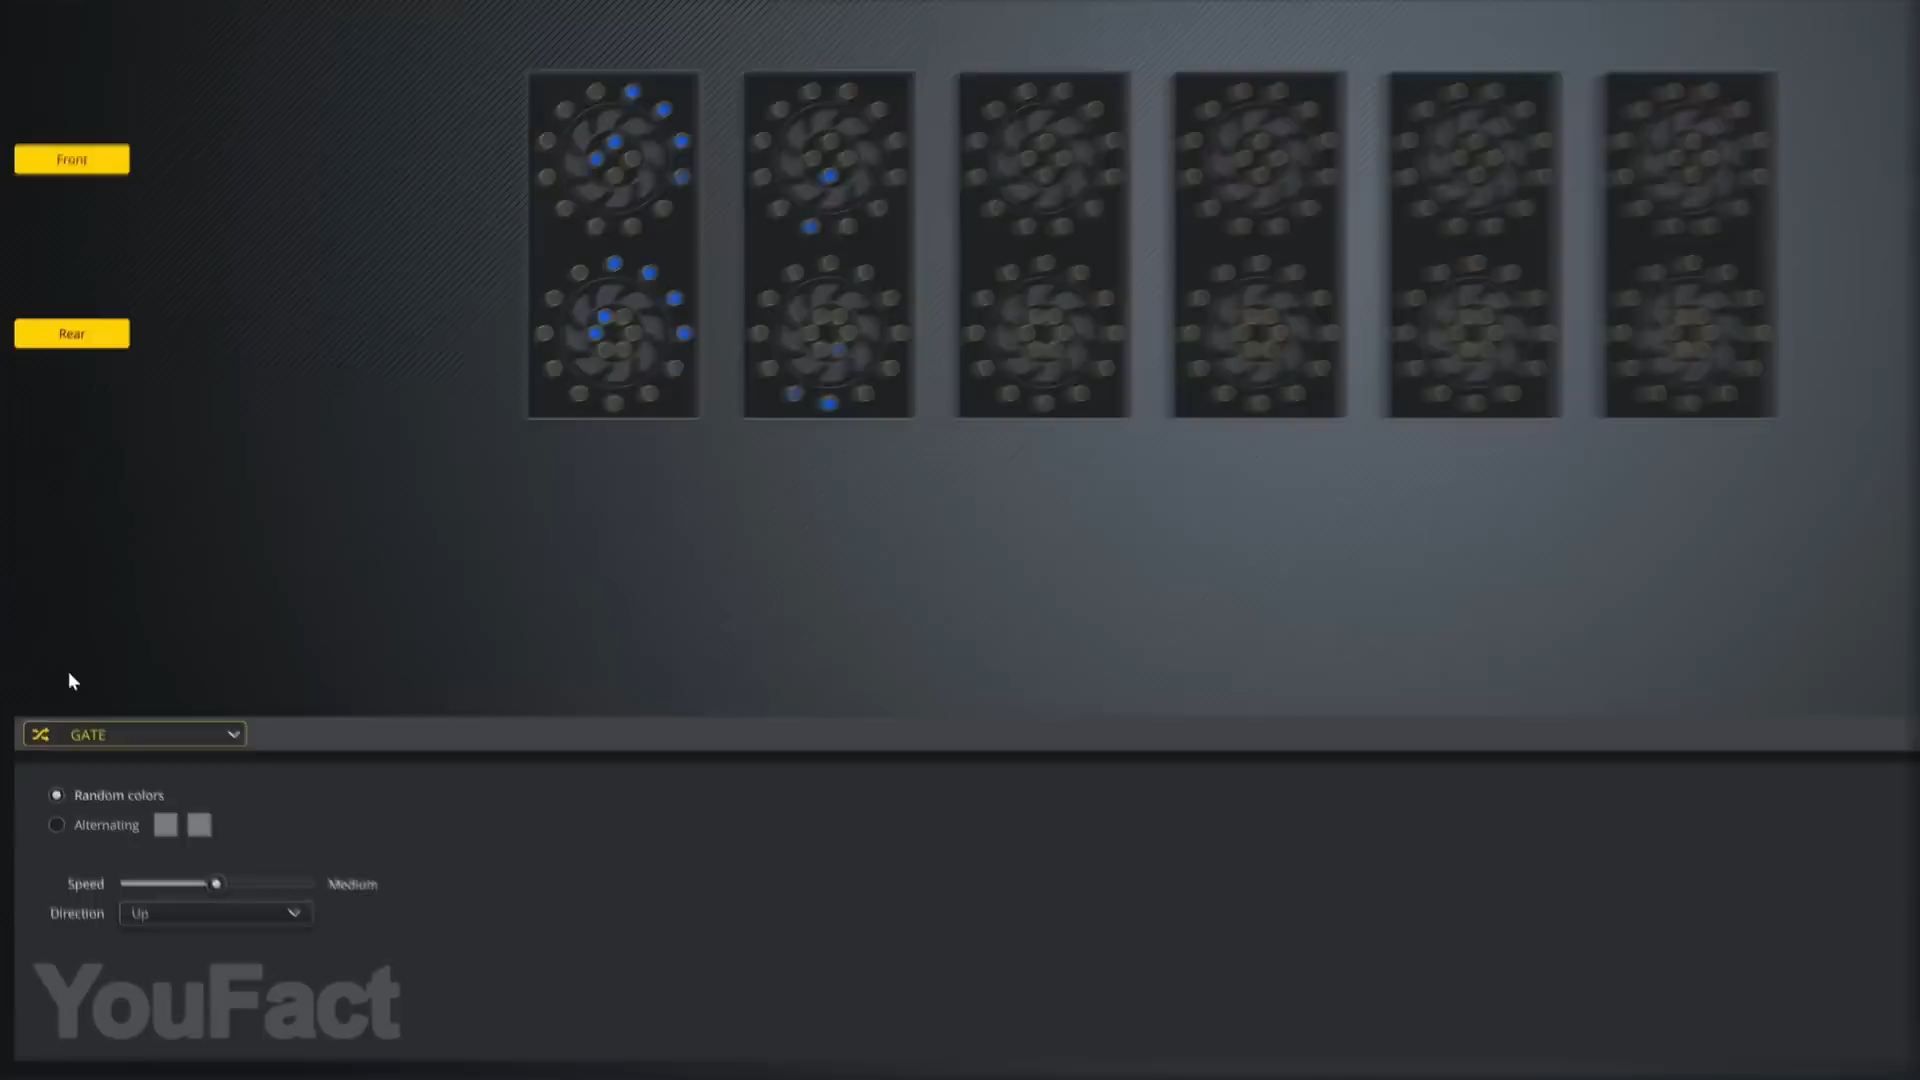 Front
Rear
GATE
Random colors
Alternating
Speed Medium
Direction Up
YouFact